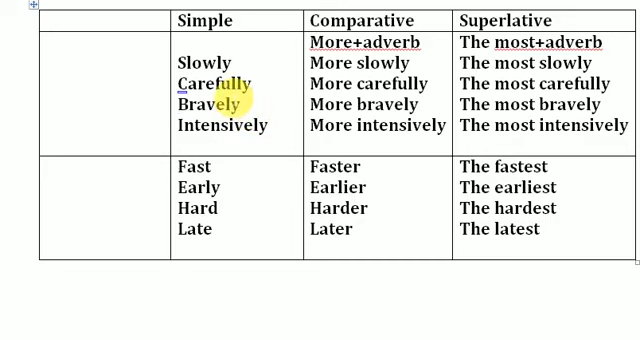 Simple Comparative Superlative
More+adverb The most+adverb
Slowly More slowly The most slowly
Carefully More carefully The most carefully
Bravely More bravely The most bravely
Intensively More intensively The most intensively
Fast Faster The fastest
Early Earlier The earliest
Hard Harder The hardest
Late Later The latest